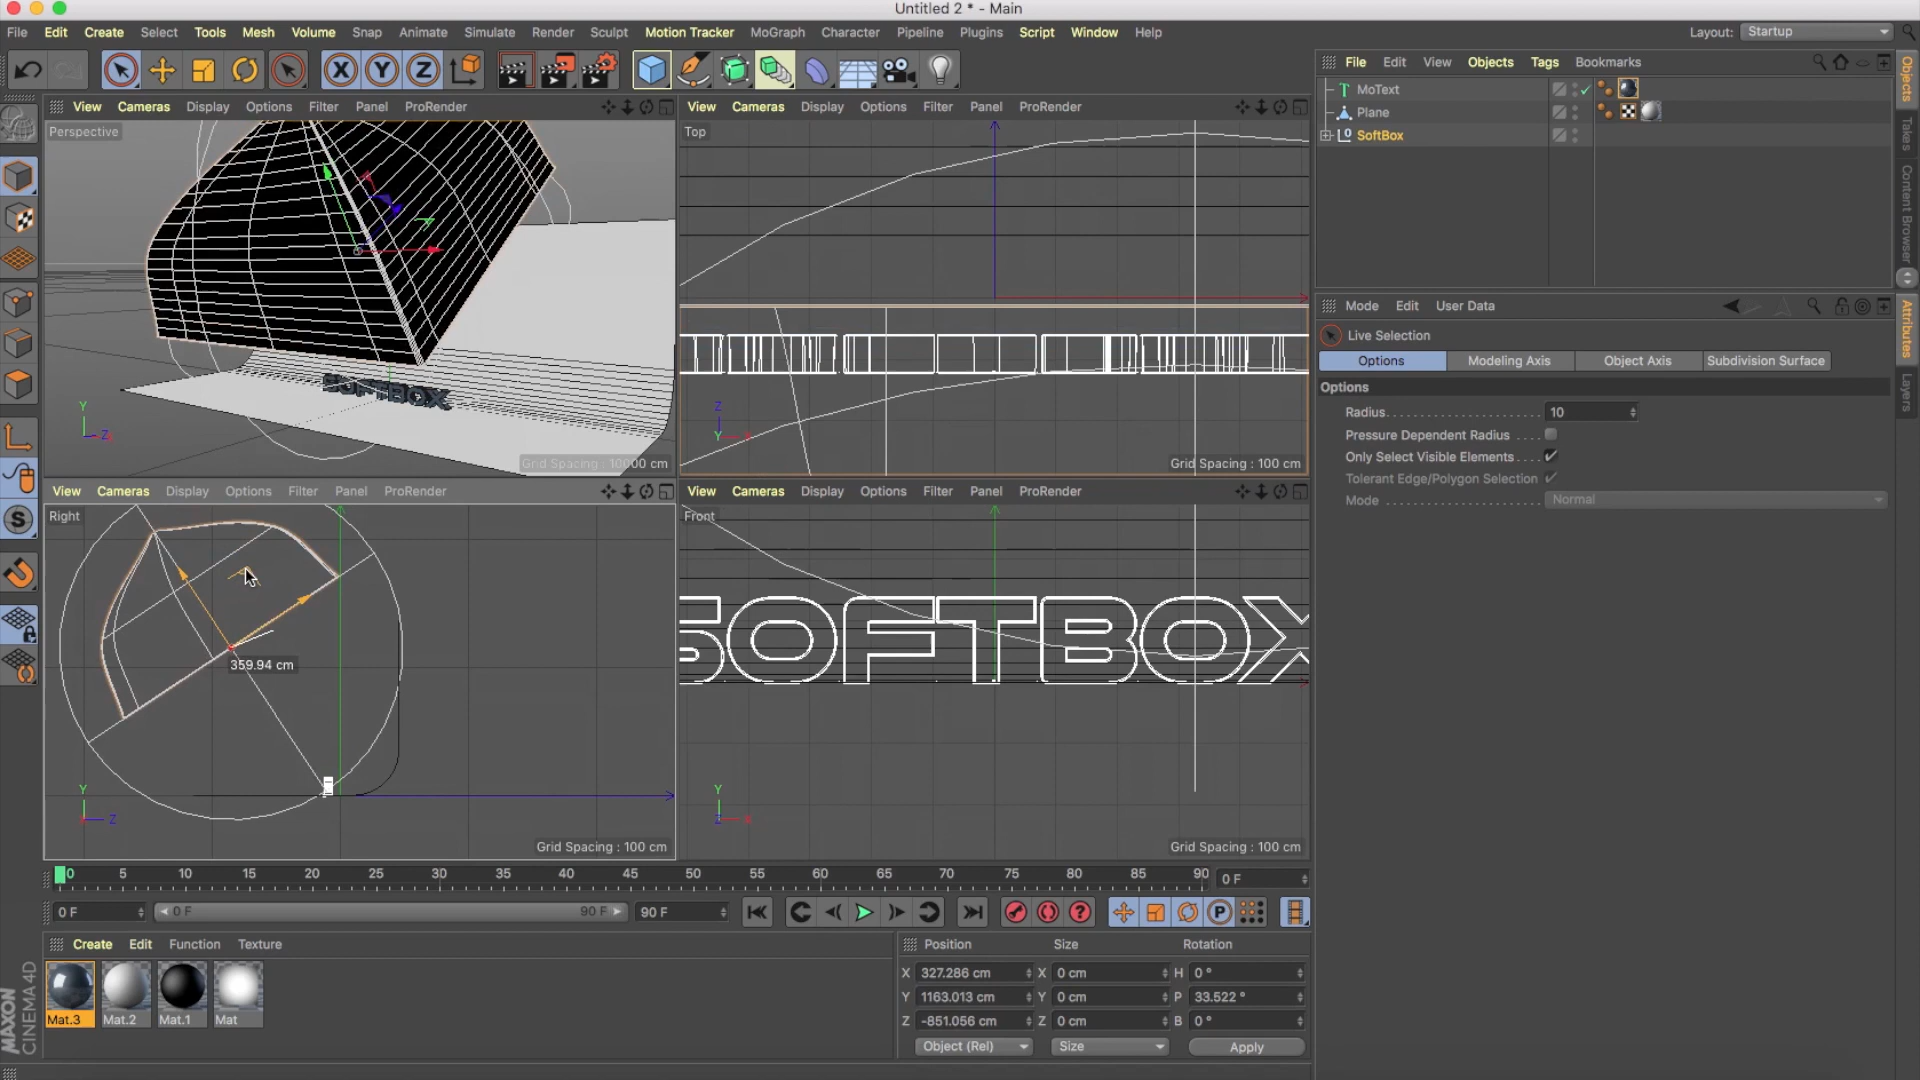 Untitled 2 * - Main
File Edit Create Select Tools Mesh Volume Snap Animate Simulate Render Sculpt Motion Tracker MoGraph Character Pipeline Plugins Script Window Help
Layout: Startup
X Y Z
File Edit View Objects Tags Bookmarks
MoText
Plane
SoftBox
Objects
Takes
Content Browser
Attributes
Layers
View Cameras Display Options Filter Panel ProRender
Perspective
SOFTBOX
Y
Z
Grid Spacing : 10000 cm
View Cameras Display Options Filter Panel ProRender
Top
Z
Y
Grid Spacing : 100 cm
View Cameras Display Options Filter Panel ProRender
Right
359.94 cm
Y
Z
Grid Spacing : 100 cm
View Cameras Display Options Filter Panel ProRender
Front
SOFTBOX
Y
Grid Spacing : 100 cm
Mode Edit User Data
Live Selection
Options Modeling Axis Object Axis Subdivision Surface
Options
Radius 10
Pressure Dependent Radius
Only Select Visible Elements
Tolerant Edge/Polygon Selection
Mode Normal
0 5 10 15 20 25 30 35 40 45 50 55 60 65 70 75 80 85 90
0 F
0 F 0 F 90 F 90 F
P
Create Edit Function Texture
Mat.3 Mat.2 Mat.1 Mat
Position Size Rotation
X 327.286 cm X 0 cm H 0 °
Y 1163.013 cm Y 0 cm P 33.522 °
Z -851.056 cm Z 0 cm B 0 °
Object (Rel) Size Apply
MAXON
CINEMA 4D